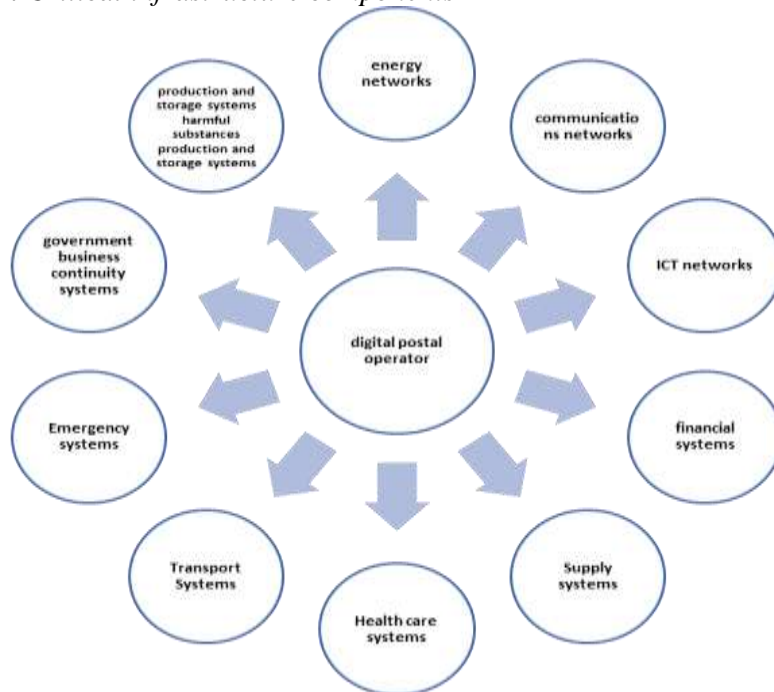 energy
networks
production and
storage systems
harmful
substances
production and
storage systems
communicatio
ns networks
government
business
continuity
systems
ICT networks
digital postal
operator
Emergency
systems
financial
systems
Transport
Systems
Supply
systems
Health care
systems